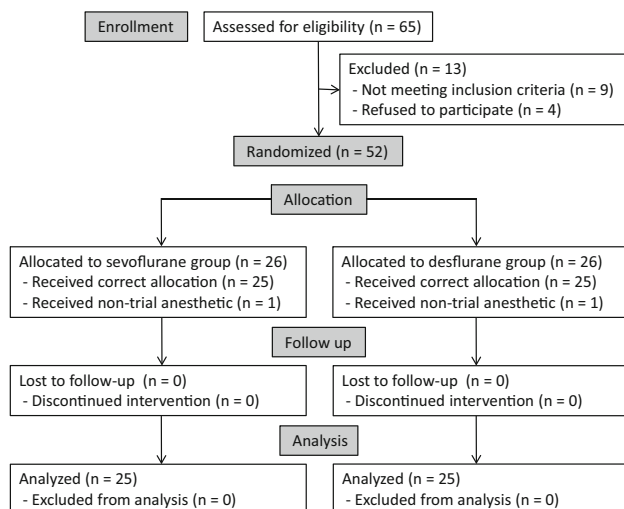 Enrollment
Assessed for eligibility (n = 65)
Excluded (n = 13)
- Not meeting inclusion criteria (n = 9)
- Refused to participate (n = 4)
Randomized (n = 52)
Allocation
Allocated to sevoflurane group (n = 26)
- Received correct allocation (n = 25)
- Received non-trial anesthetic (n = 1)
Allocated to desflurane group (n = 26)
- Received correct allocation (n = 25)
- Received non-trial anesthetic (n = 1)
Follow up
Lost to follow-up (n = 0)
- Discontinued intervention (n = 0)
Lost to follow-up (n = 0)
- Discontinued intervention (n = 0)
Analysis
Analyzed (n = 25)
- Excluded from analysis (n = 0)
Analyzed (n = 25)
- Excluded from analysis (n = 0)